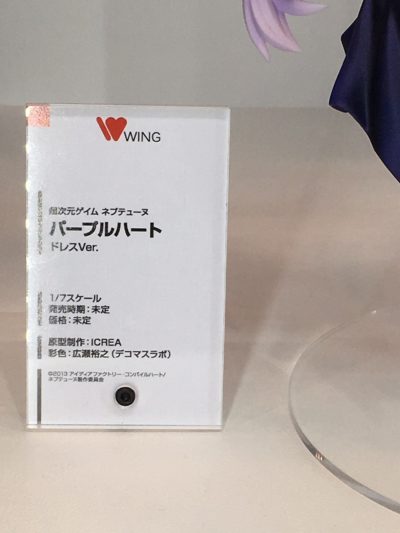 WING
超次元ゲイム ネプテューヌ
パープルハート
ドレスVer.
1/7スケール
発売時期:未定
価格:未定
原型制作:ICREA
彩色:広瀬裕之(デコマスラボ)
©2013 アイディアファクトリー・コンパイルハート/
ネプテューヌ製作委員会